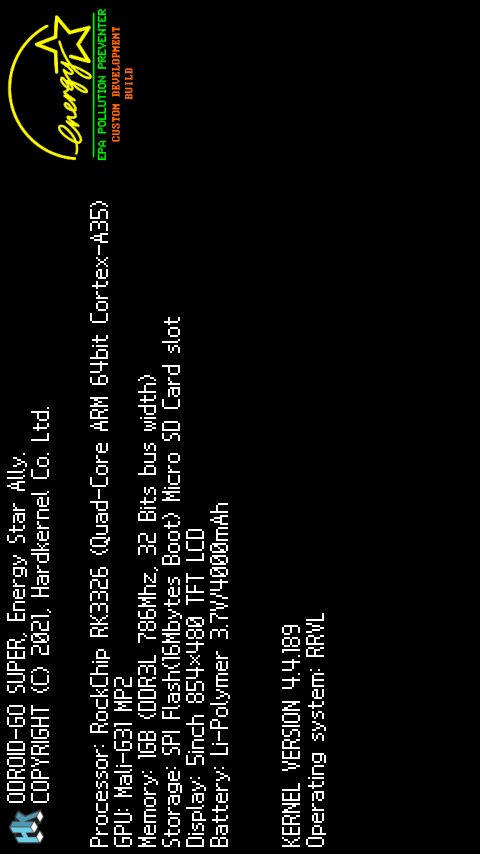 HK
ODROID-GO SUPER, Energy Star Ally.
COPYRIGHT (C) 2021, Hardkernel Co. Ltd.
energy
EPA POLLUTION PREVENTER
CUSTOM DEVELOPMENT
BUILD
Processor: RockChip RK3326 (Quad-Core ARM 64bit Cortex-A35)
GPU: Mali-G31 MP2
Memory: 1GB (DDR3L 786Mhz, 32 Bits bus width)
Storage: SPI Flash(16Mbytes Boot) Micro SD Card slot
Display: 5inch 854×480 TFT LCD
Battery: Li-Polymer 3.7V/4000mAh
KERNEL VERSION 4.4.189
Operating system: RRVL